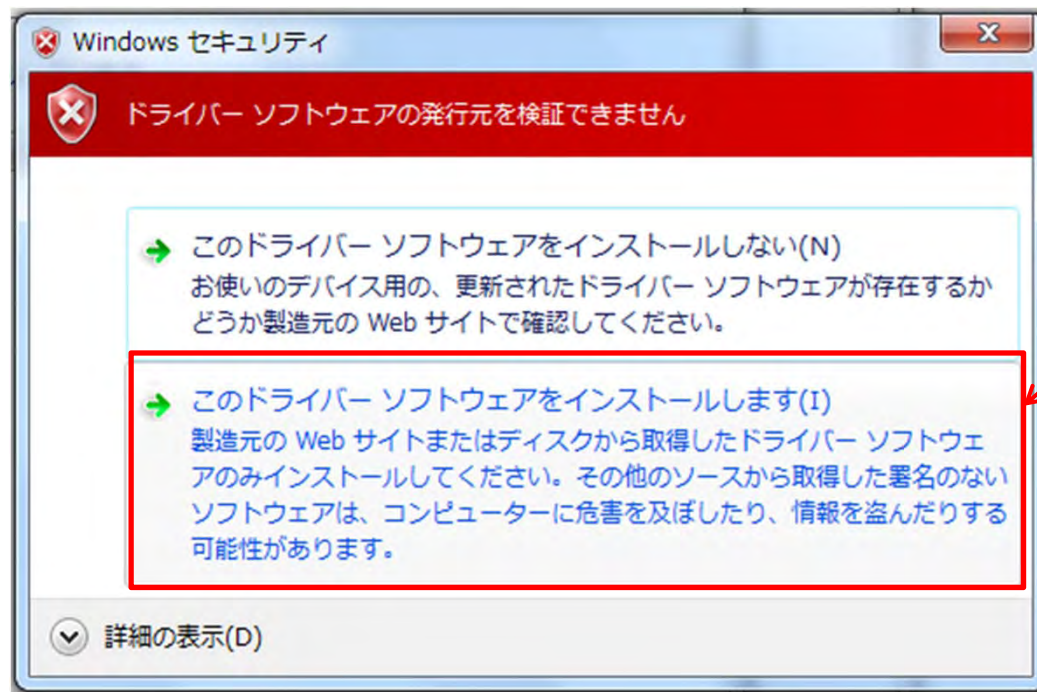 Windows セキュリティ
ドライバー ソフトウェアの発行元を検証できません
このドライバー ソフトウェアをインストールしない(N)
お使いのデバイス用の、更新されたドライバー ソフトウェアが存在するか
どうか製造元の Web サイトで確認してください。
このドライバー ソフトウェアをインストールします(I)
製造元の Web サイトまたはディスクから取得したドライバー ソフトウェ
アのみインストールしてください。その他のソースから取得した署名のない
ソフトウェアは、コンピューターに危害を及ぼしたり、情報を盗んだりする
可能性があります。
詳細の表示(D)